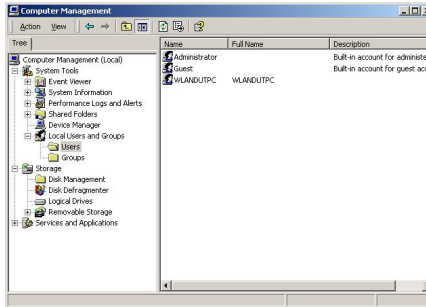 Computer Management
Action View
Tree
Name Full Name Description
Computer Management (Local)
System Tools
Event Viewer
System Information
Performance Logs and Alerts
Shared Folders
Device Manager
Local Users and Groups
Users
Groups
Storage
Disk Management
Disk Defragmenter
Logical Drives
Removable Storage
Services and Applications
Administrator Built-in account for administe
Guest Built-in account for guest acc
WLANDUTPC WLANDUTPC